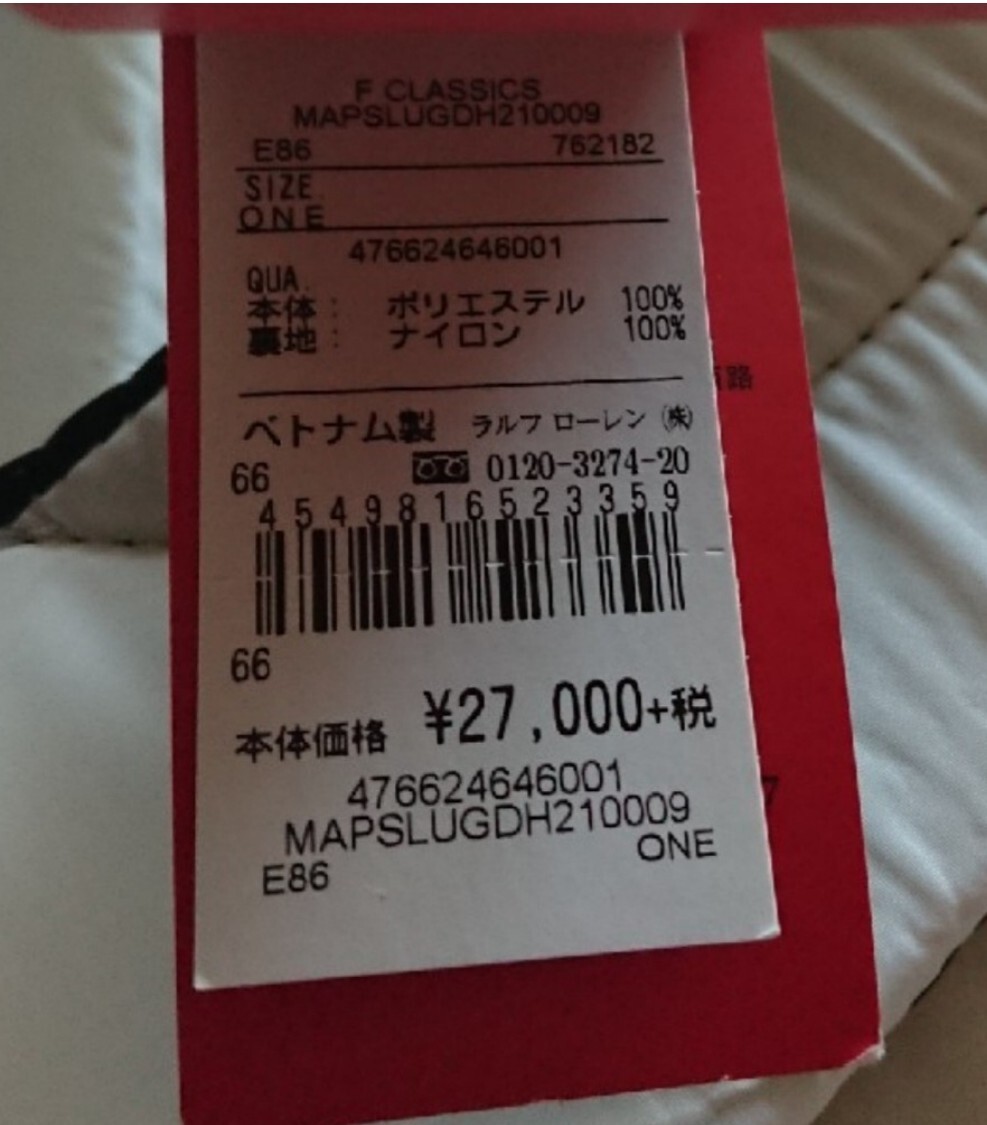 F CLASSICS
MAPSLUGDH210009
E86 762182
SIZE
ONE
476624646001
QUA.
本体: ポリエステル 100%
裏地: ナイロン 100%
ベトナム製 ラルフ ローレン ㈱
66 0120-3274-20
4549816523359
66
本体価格 ¥27,000+税
476624646001
MAPSLUGDH210009
E86 ONE
路
7